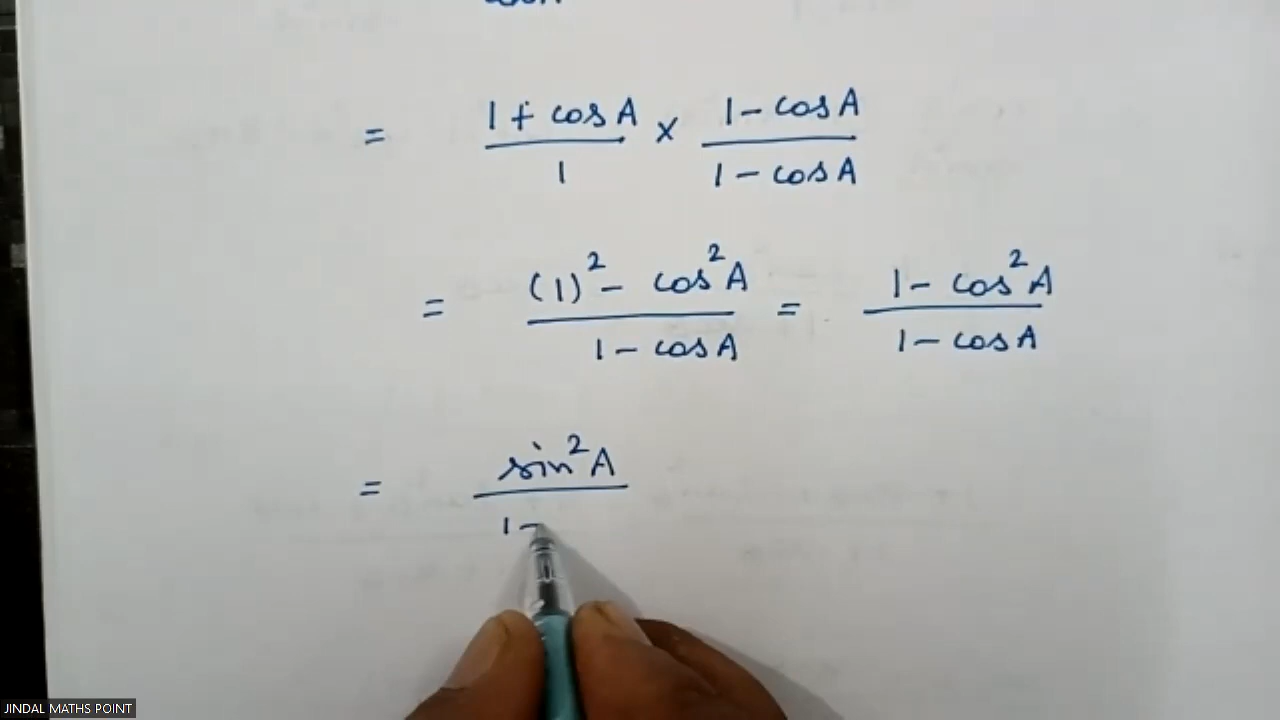 = 1 + cos A / 1 × 1 - cos A / 1 - cos A
= (1)² - cos²A / 1 - cos A = 1 - cos²A / 1 - cos A
= sin²A / 1 -
JINDAL MATHS POINT